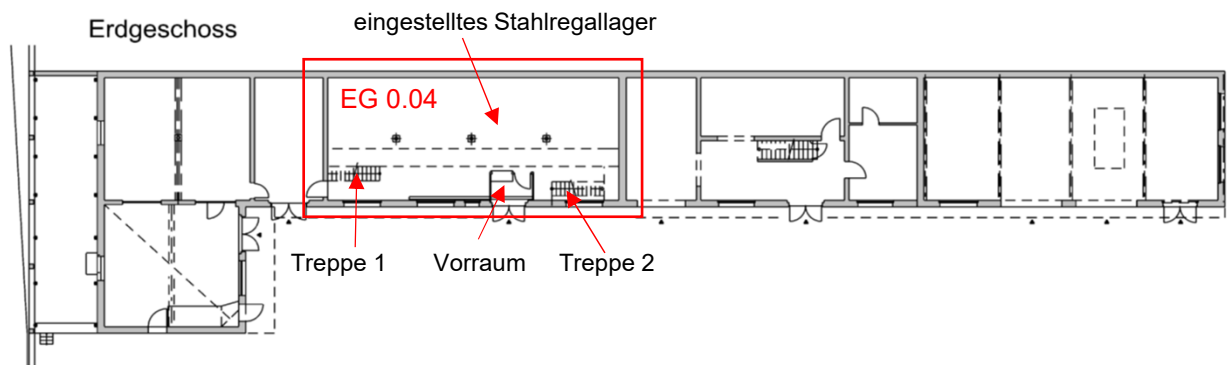 eingestelltes Stahlregallager
Erdgeschoss
EG 0.04
Treppe 1
Vorraum
Treppe 2